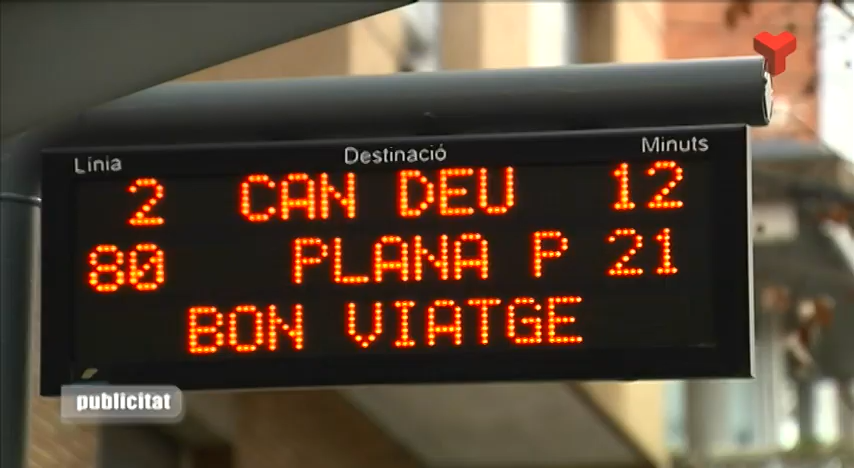 Línia Destinació Minuts
2 CAN DEU 12
80 PLANA P 21
BON VIATGE
publicitat